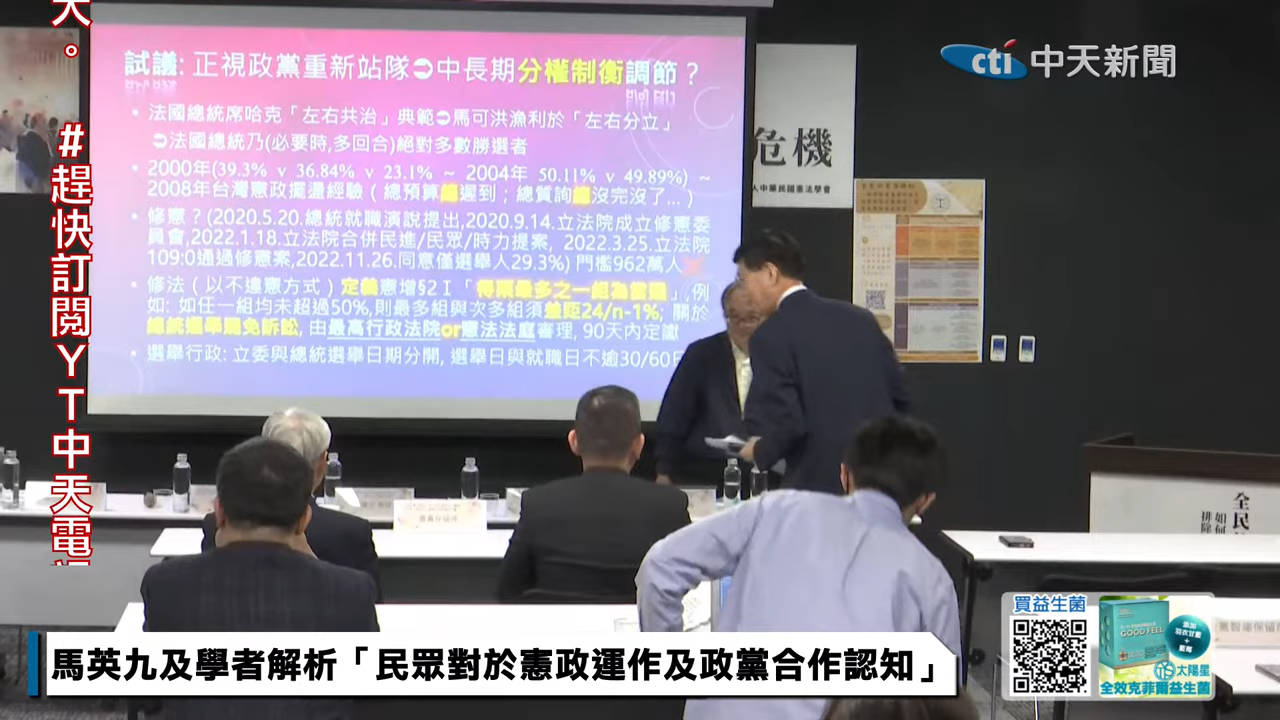 大。
#趕快訂閱YT中天電
cti 中天新聞
試議: 正視政黨重新站隊➲中長期分權制衡調節？
• 法國總統席哈克「左右共治」典範➲馬可洪漁利於「左右分立」
➲法國總統乃(必要時,多回合)絕對多數勝選者
• 2000年(39.3% v 36.84% v 23.1% ~ 2004年 50.11% v 49.89%) ~
2008年台灣憲政擺盪經驗（總預算總遲到；總質詢總沒完沒了…）
• 修憲？(2020.5.20.總統就職演說提出,2020.9.14.立法院成立修憲委
員會,2022.1.18.立法院合併民進/民眾/時力提案, 2022.3.25.立法院
109:0通過修憲案,2022.11.26.同意僅選舉人29.3%) 門檻962萬人
• 修法（以不違憲方式）定義憲增§2 I「得票最多之一組為當選」, 例
如: 如任一組均未超過50%,則最多組與次多組須差距24/n-1%; 關於
總統選舉罷免訴訟, 由最高行政法院or憲法法庭審理, 90天內定讞
• 選舉行政: 立委與總統選舉日期分開, 選舉日與就職日不逾30/60日
危機
人中華民國憲法學會
全民
如何
排除
買益生菌
添加
GOOD FEEL
太陽星
全效克菲爾益生菌
馬英九及學者解析「民眾對於憲政運作及政黨合作認知」